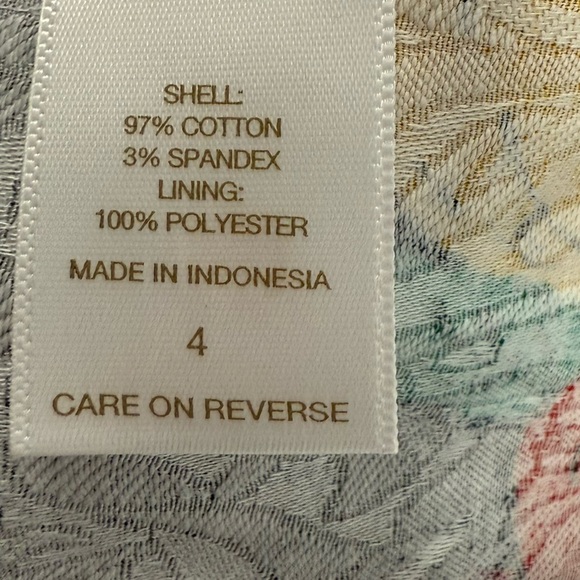 SHELL:
97% COTTON
3% SPANDEX
LINING:
100% POLYESTER
MADE IN INDONESIA
4
CARE ON REVERSE